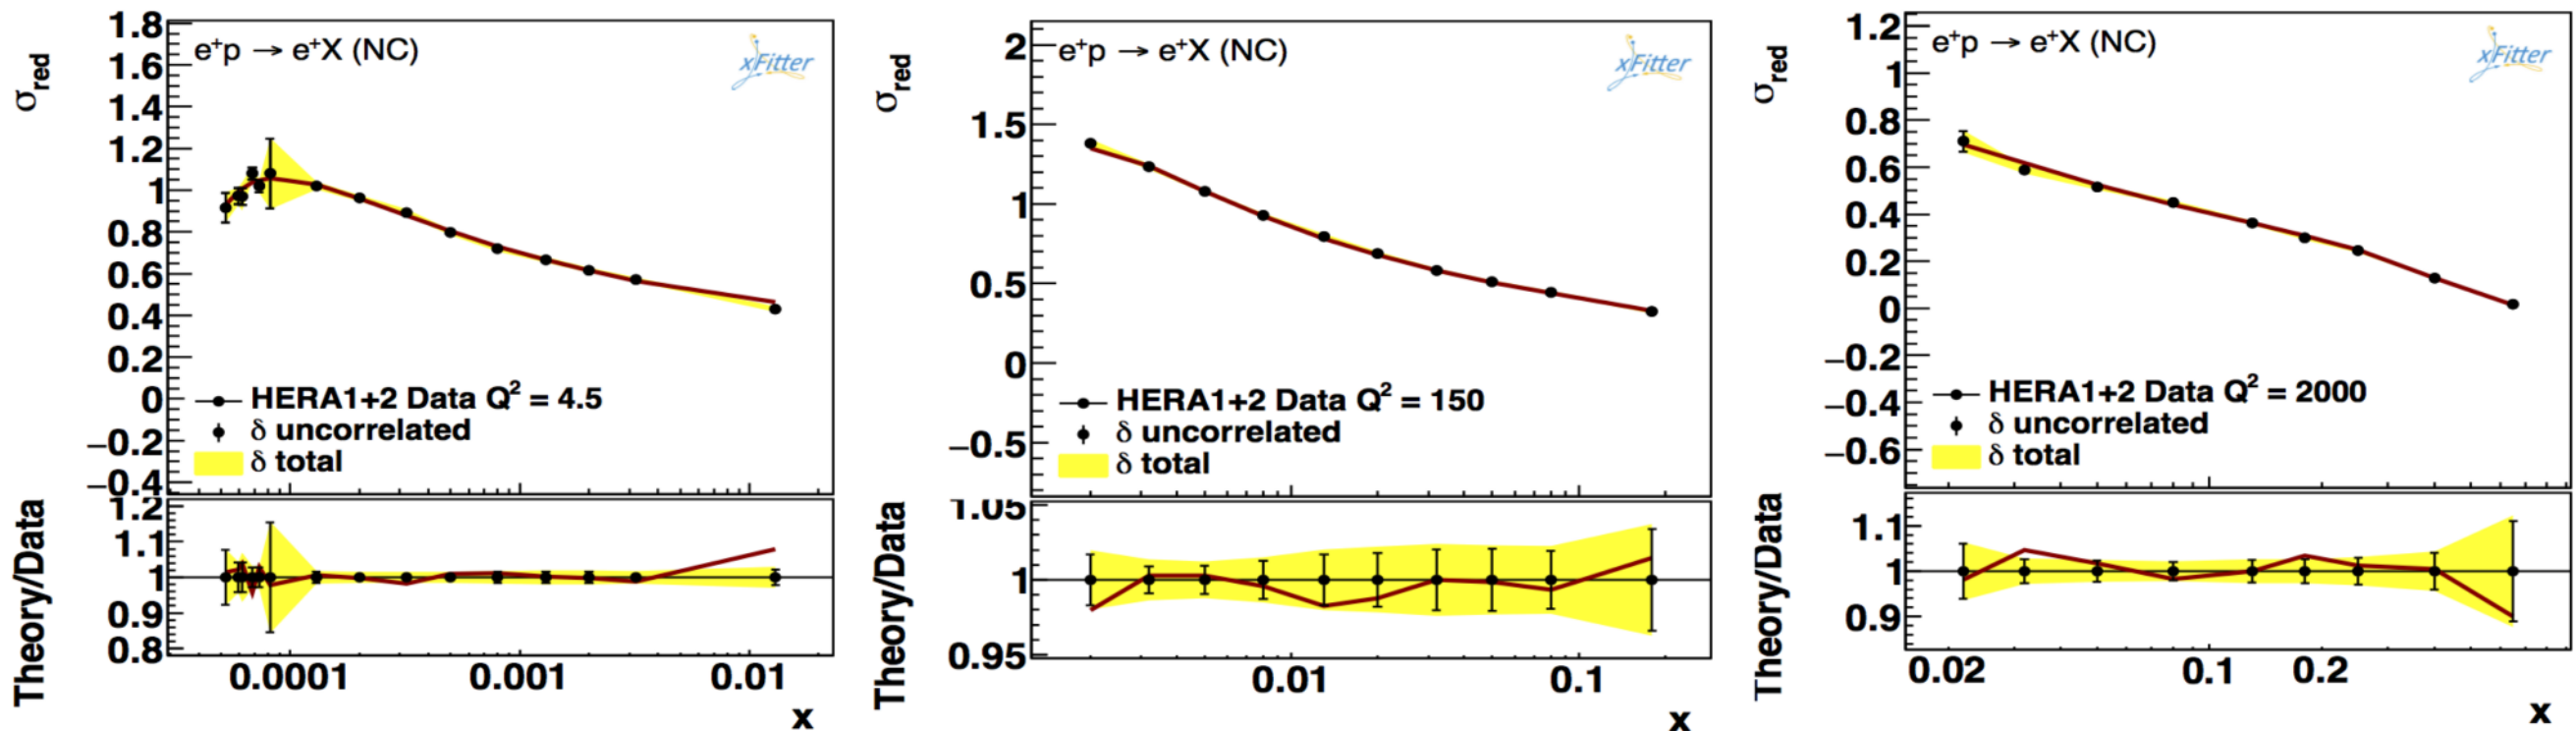 σred
1.8
1.6
1.4
1.2
1
0.8
0.6
0.4
0.2
0
−0.2
−0.4
e⁺p → e⁺X (NC)
xFitter
HERA1+2 Data Q² = 4.5
δ uncorrelated
δ total
Theory/Data
1.2
1.1
1
0.9
0.8
0.0001 0.001 0.01
x
σred
2
1.5
1
0.5
0
−0.5
e⁺p → e⁺X (NC)
xFitter
HERA1+2 Data Q² = 150
δ uncorrelated
δ total
Theory/Data
1.05
1
0.95
0.01 0.1
x
σred
1.2
1
0.8
0.6
0.4
0.2
0
−0.2
−0.4
−0.6
e⁺p → e⁺X (NC)
xFitter
HERA1+2 Data Q² = 2000
δ uncorrelated
δ total
Theory/Data
1.1
1
0.9
0.02 0.1 0.2
x